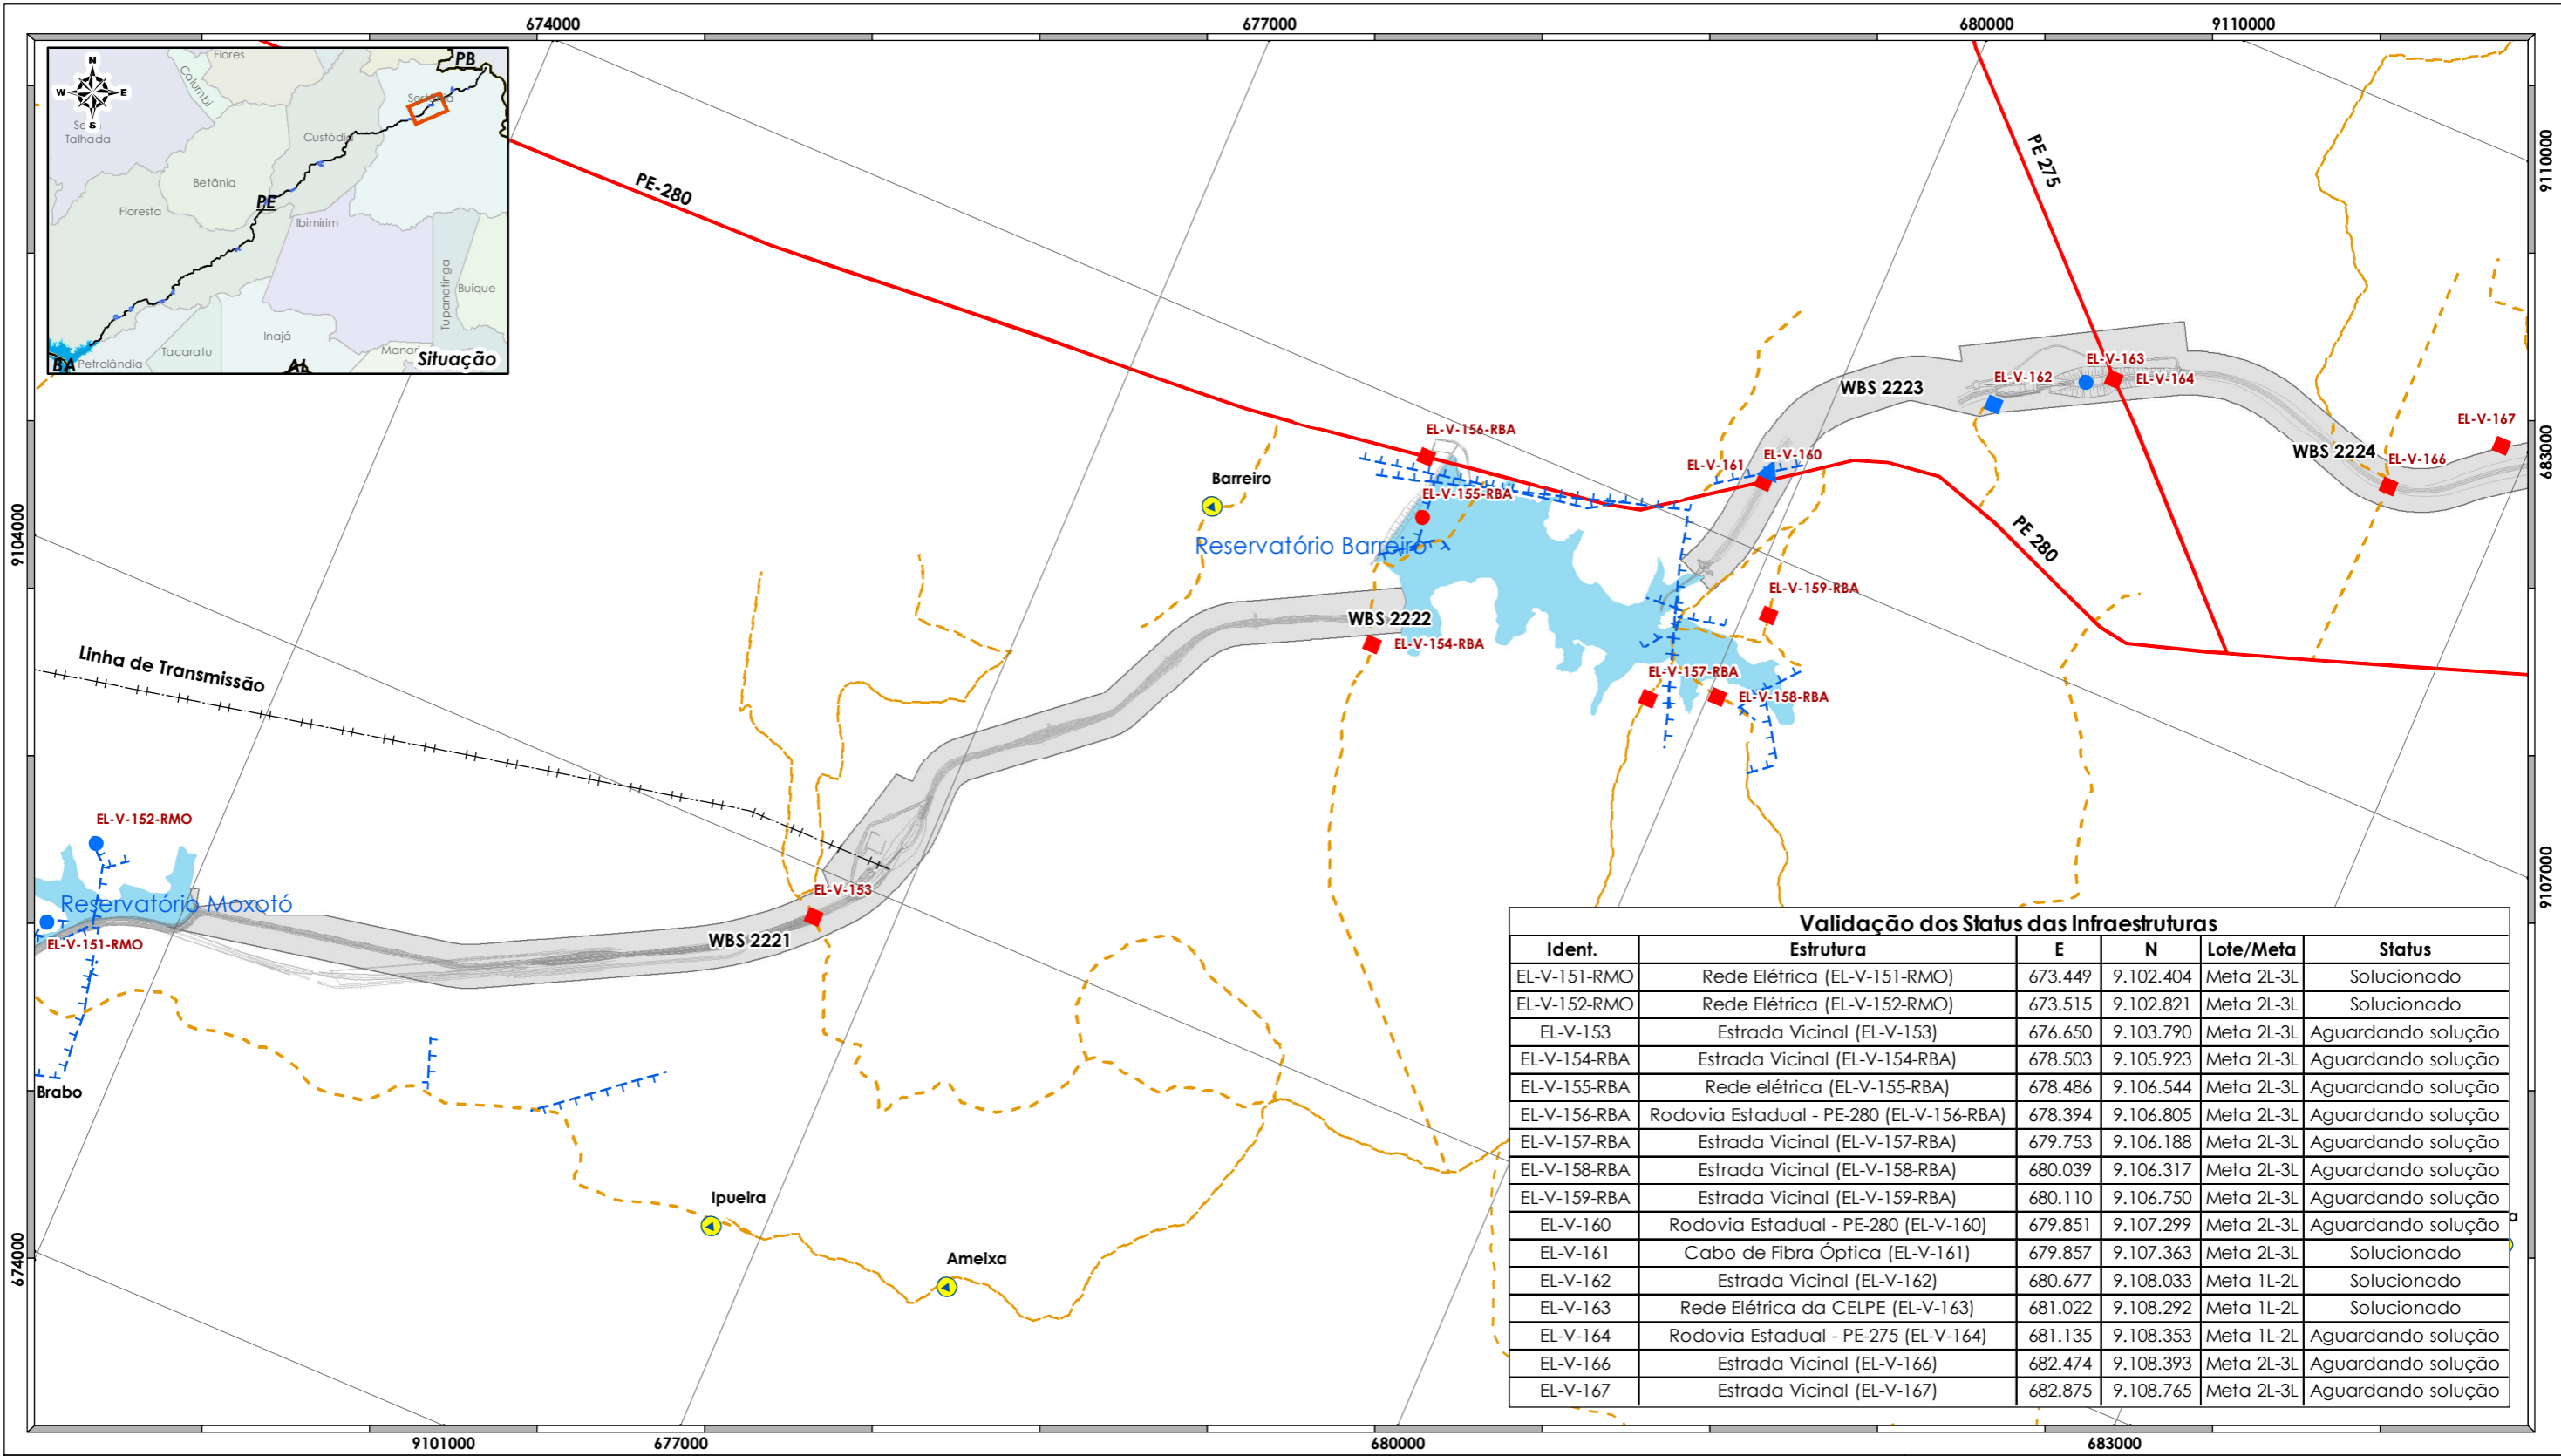 674000
677000
680000
9110000
Flores
PB
Calumbi
N
W
E
S
Talhada
Custódia
Betânia
PE
Floresta
Ibimirim
Tupanatinga
Buíque
Inajá
Tacaratu
BA
Petrolândia
AL
Situação
PE-280
PE 275
9110000
EL-V-163
EL-V-162
EL-V-164
WBS 2223
EL-V-167
EL-V-156-RBA
WBS 2224
EL-V-166
683000
EL-V-161
EL-V-160
Barreiro
EL-V-155-RBA
Reservatório Barreiro
PE 280
9104000
EL-V-159-RBA
WBS 2222
EL-V-154-RBA
Linha de Transmissão
EL-V-157-RBA
EL-V-158-RBA
EL-V-152-RMO
EL-V-153
Reservatório Moxotó
EL-V-151-RMO
WBS 2221
9107000
Brabo
Ipueira
Ameixa
674000
Validação dos Status das Infraestruturas
Ident. Estrutura E N Lote/Meta Status
EL-V-151-RMO Rede Elétrica (EL-V-151-RMO) 673.449 9.102.404 Meta 2L-3L Solucionado
EL-V-152-RMO Rede Elétrica (EL-V-152-RMO) 673.515 9.102.821 Meta 2L-3L Solucionado
EL-V-153 Estrada Vicinal (EL-V-153) 676.650 9.103.790 Meta 2L-3L Aguardando solução
EL-V-154-RBA Estrada Vicinal (EL-V-154-RBA) 678.503 9.105.923 Meta 2L-3L Aguardando solução
EL-V-155-RBA Rede elétrica (EL-V-155-RBA) 678.486 9.106.544 Meta 2L-3L Aguardando solução
EL-V-156-RBA Rodovia Estadual - PE-280 (EL-V-156-RBA) 678.394 9.106.805 Meta 2L-3L Aguardando solução
EL-V-157-RBA Estrada Vicinal (EL-V-157-RBA) 679.753 9.106.188 Meta 2L-3L Aguardando solução
EL-V-158-RBA Estrada Vicinal (EL-V-158-RBA) 680.039 9.106.317 Meta 2L-3L Aguardando solução
EL-V-159-RBA Estrada Vicinal (EL-V-159-RBA) 680.110 9.106.750 Meta 2L-3L Aguardando solução
EL-V-160 Rodovia Estadual - PE-280 (EL-V-160) 679.851 9.107.299 Meta 2L-3L Aguardando solução
EL-V-161 Cabo de Fibra Óptica (EL-V-161) 679.857 9.107.363 Meta 2L-3L Solucionado
EL-V-162 Estrada Vicinal (EL-V-162) 680.677 9.108.033 Meta 1L-2L Solucionado
EL-V-163 Rede Elétrica da CELPE (EL-V-163) 681.022 9.108.292 Meta 1L-2L Solucionado
EL-V-164 Rodovia Estadual - PE-275 (EL-V-164) 681.135 9.108.353 Meta 1L-2L Aguardando solução
EL-V-166 Estrada Vicinal (EL-V-166) 682.474 9.108.393 Meta 2L-3L Aguardando solução
EL-V-167 Estrada Vicinal (EL-V-167) 682.875 9.108.765 Meta 2L-3L Aguardando solução
9101000
677000
680000
683000